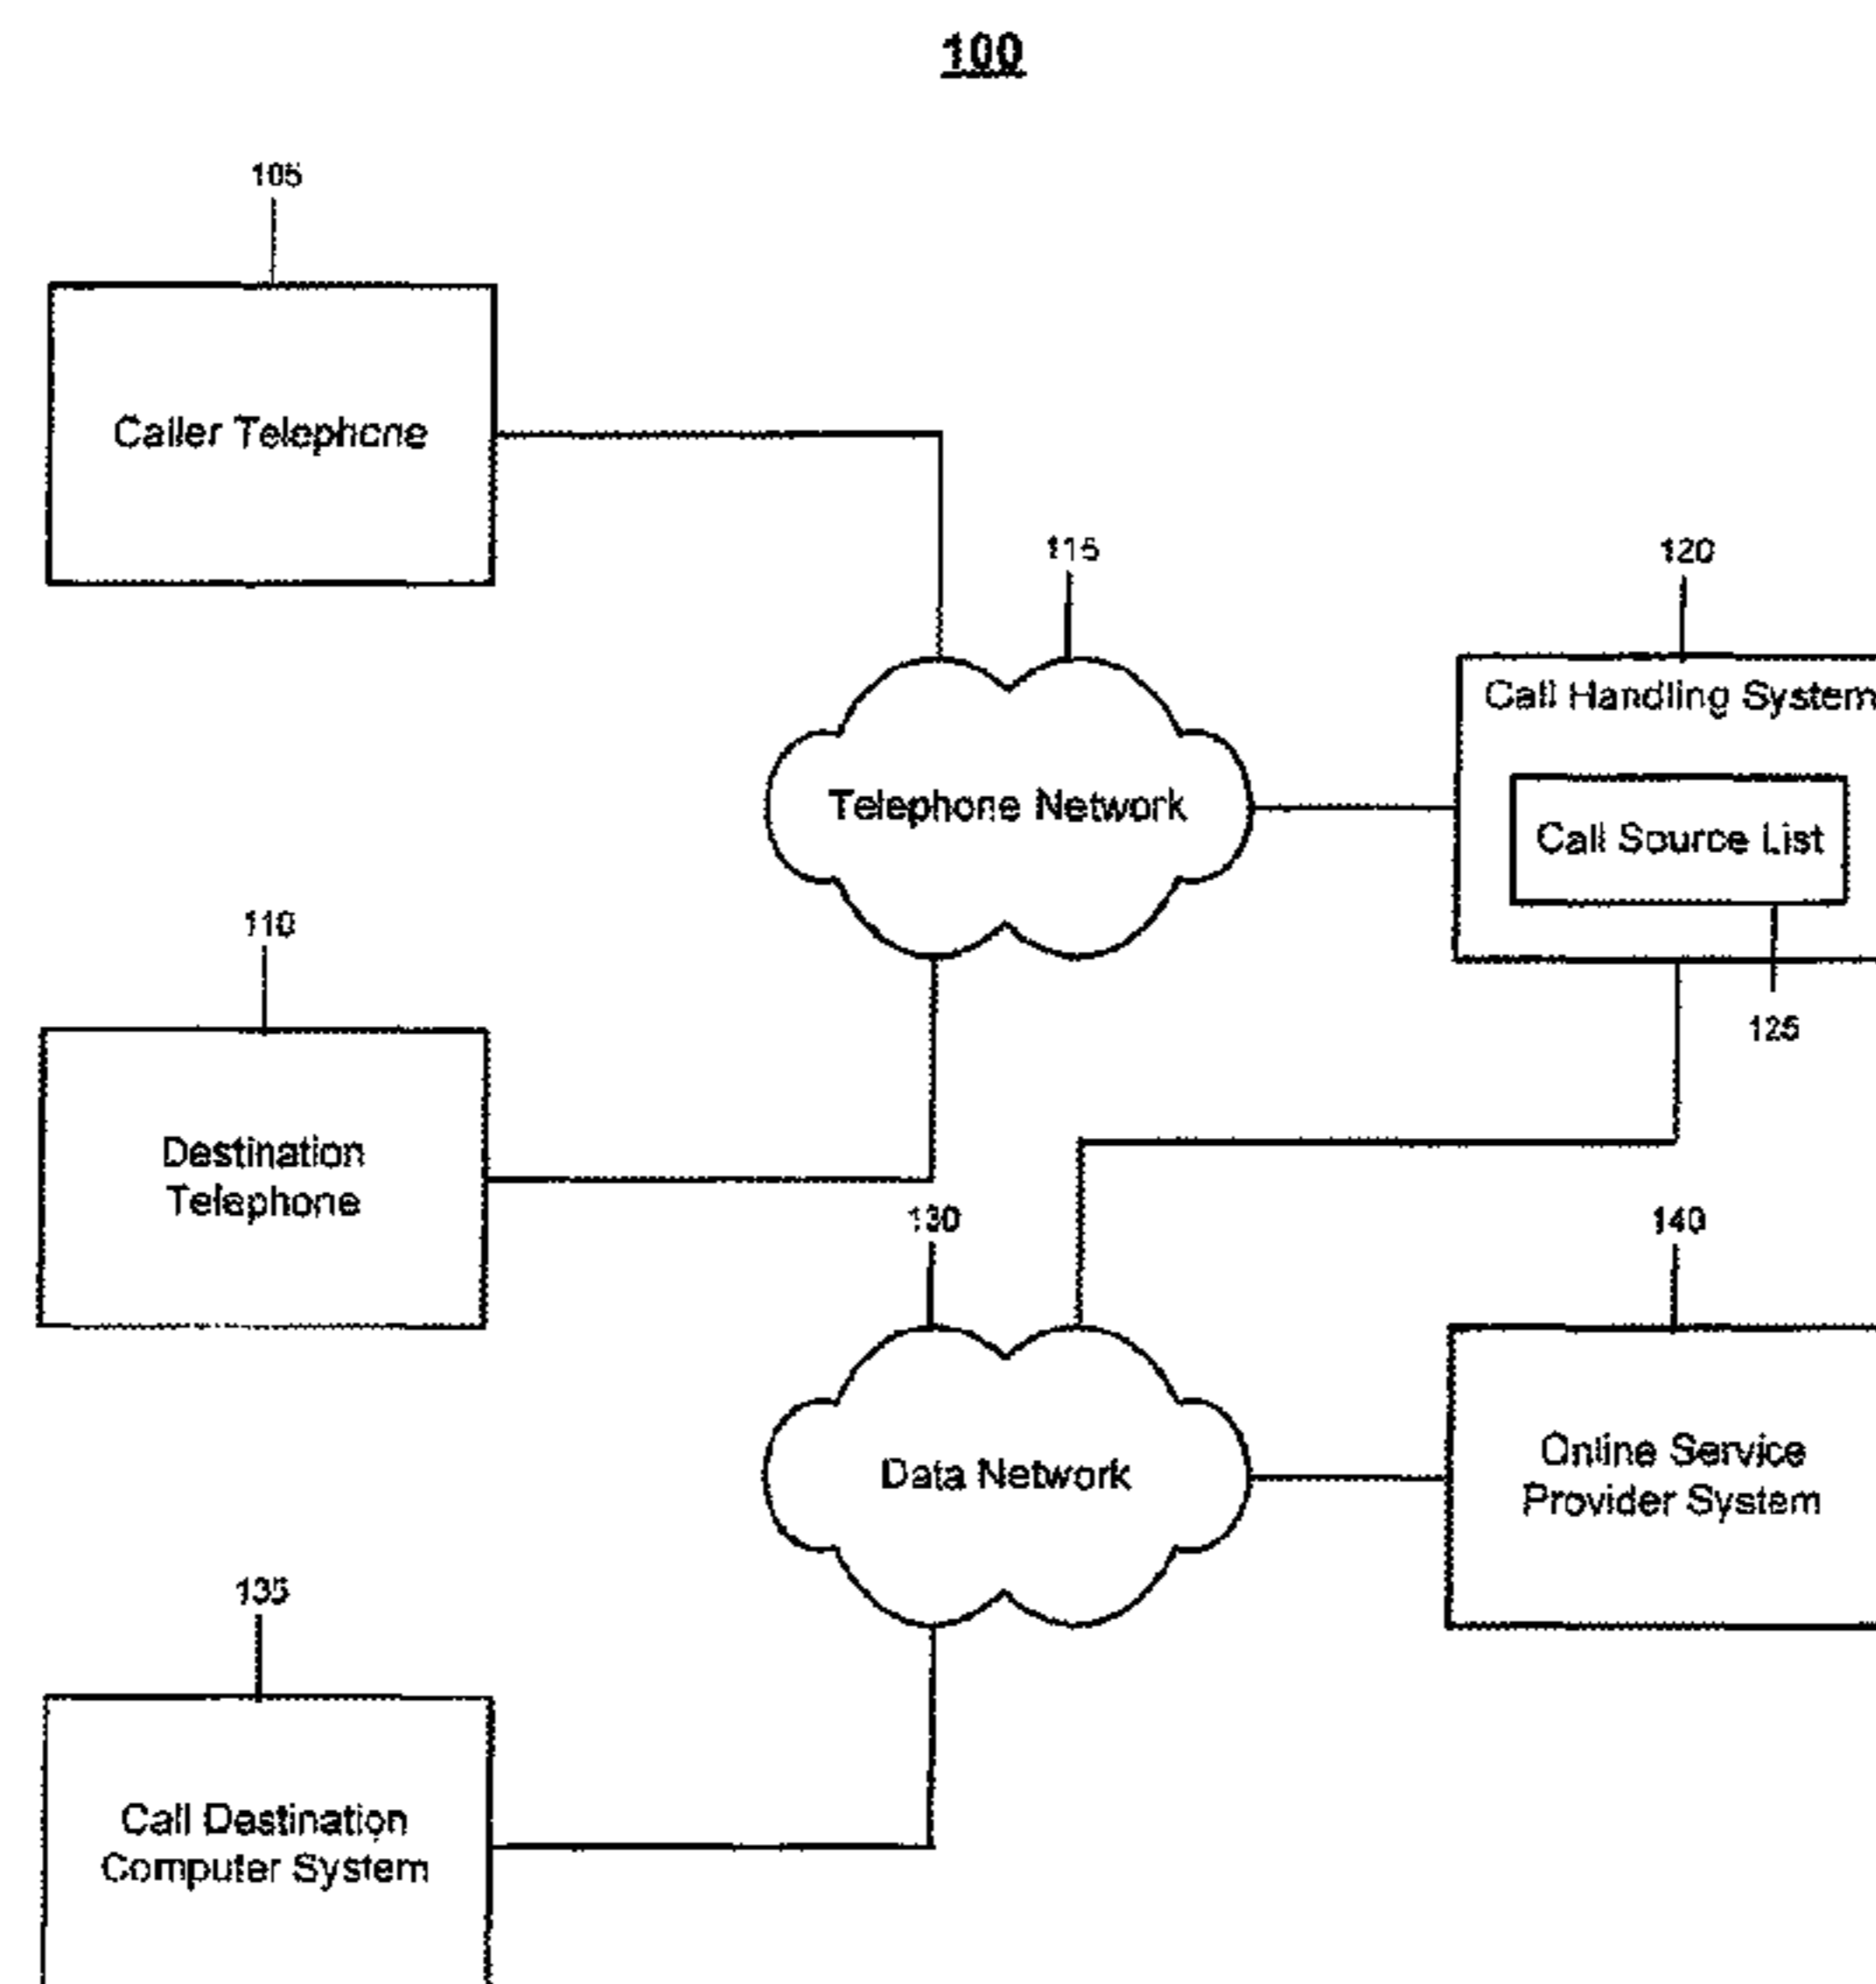 100
105
Caller Telephone
115
120
Call Handling System
Telephone Network
Call Source List
110
125
Destination
Telephone
130
140
Data Network
Online Service
Provider System
135
Call Destination
Computer System